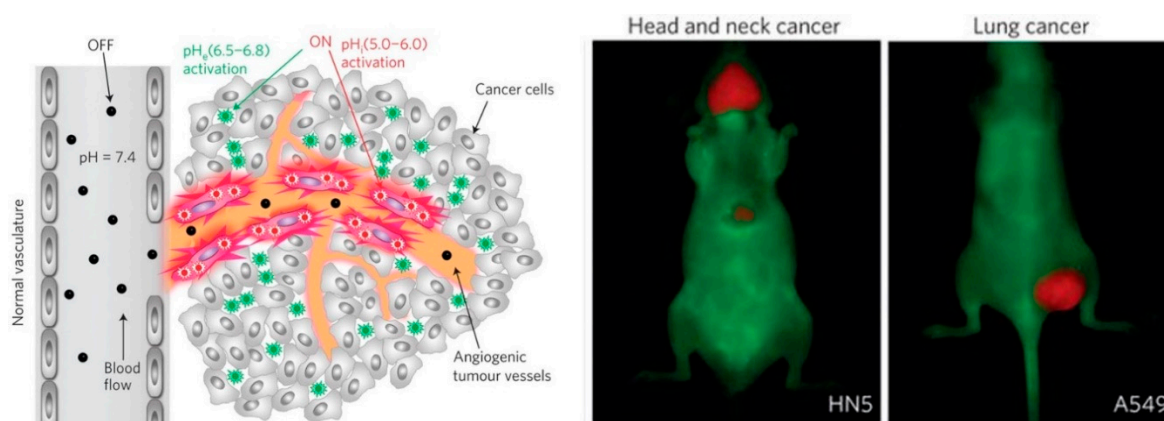 OFF
pHe(6.5–6.8)
activation
ON
pHi(5.0–6.0)
activation
Cancer cells
pH = 7.4
Normal vasculature
Blood
flow
Angiogenic
tumour vessels
Head and neck cancer
HN5
Lung cancer
A549